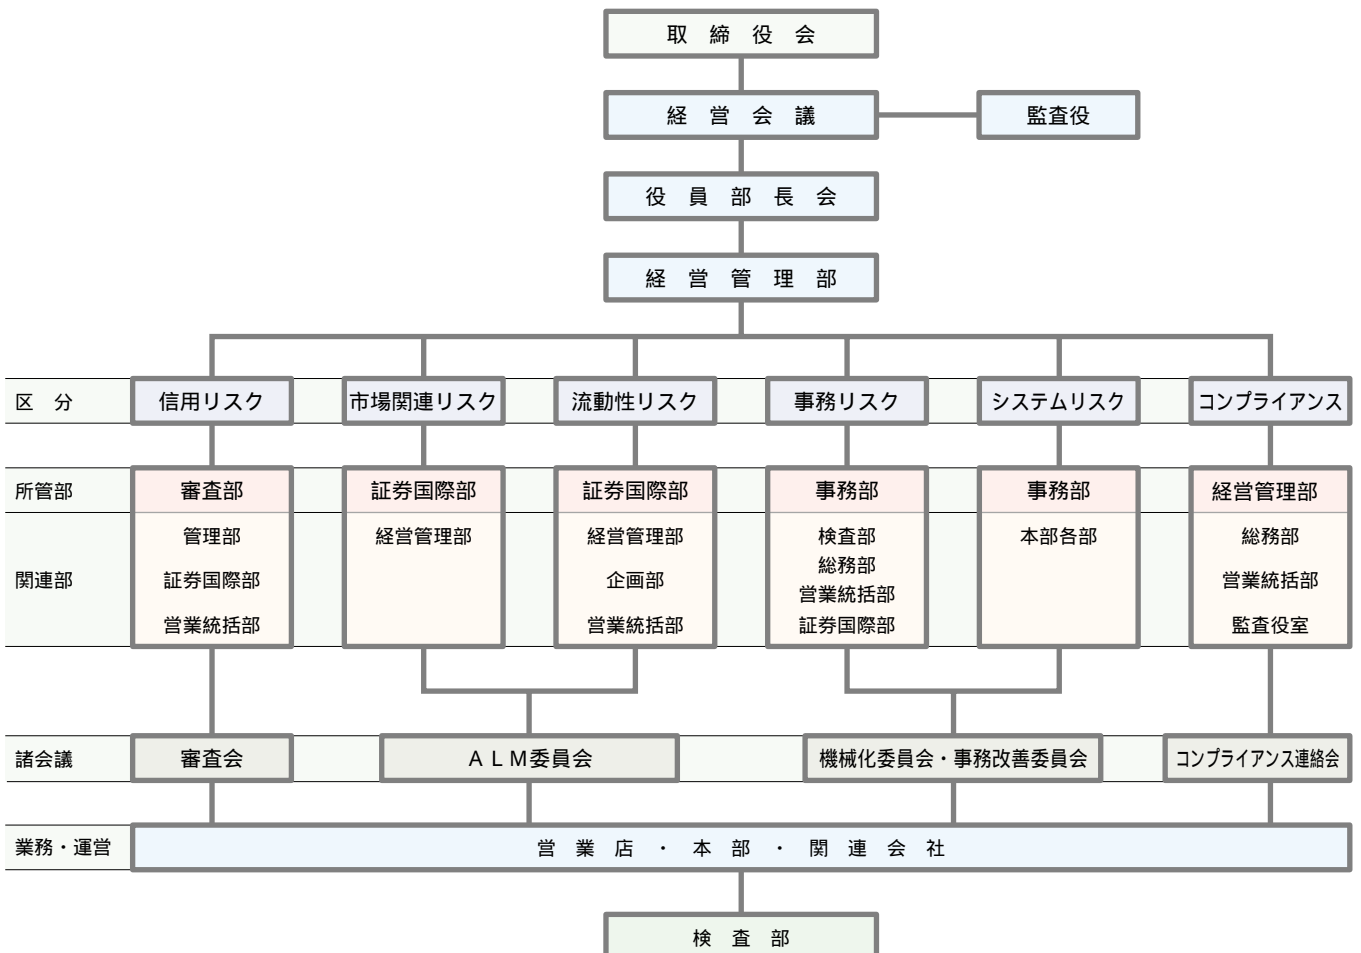 取締役会
経営会議
監査役
役員部長会
経営管理部
区分
信用リスク
市場関連リスク
流動性リスク
事務リスク
システムリスク
コンプライアンス
所管部
審査部
証券国際部
証券国際部
事務部
事務部
経営管理部
関連部
管理部
証券国際部
営業統括部
経営管理部
経営管理部
企画部
営業統括部
検査部
総務部
営業統括部
証券国際部
本部各部
総務部
営業統括部
監査役室
諸会議
審査会
ALM委員会
機械化委員会・事務改善委員会
コンプライアンス連絡会
業務・運営
営業店・本部・関連会社
検査部